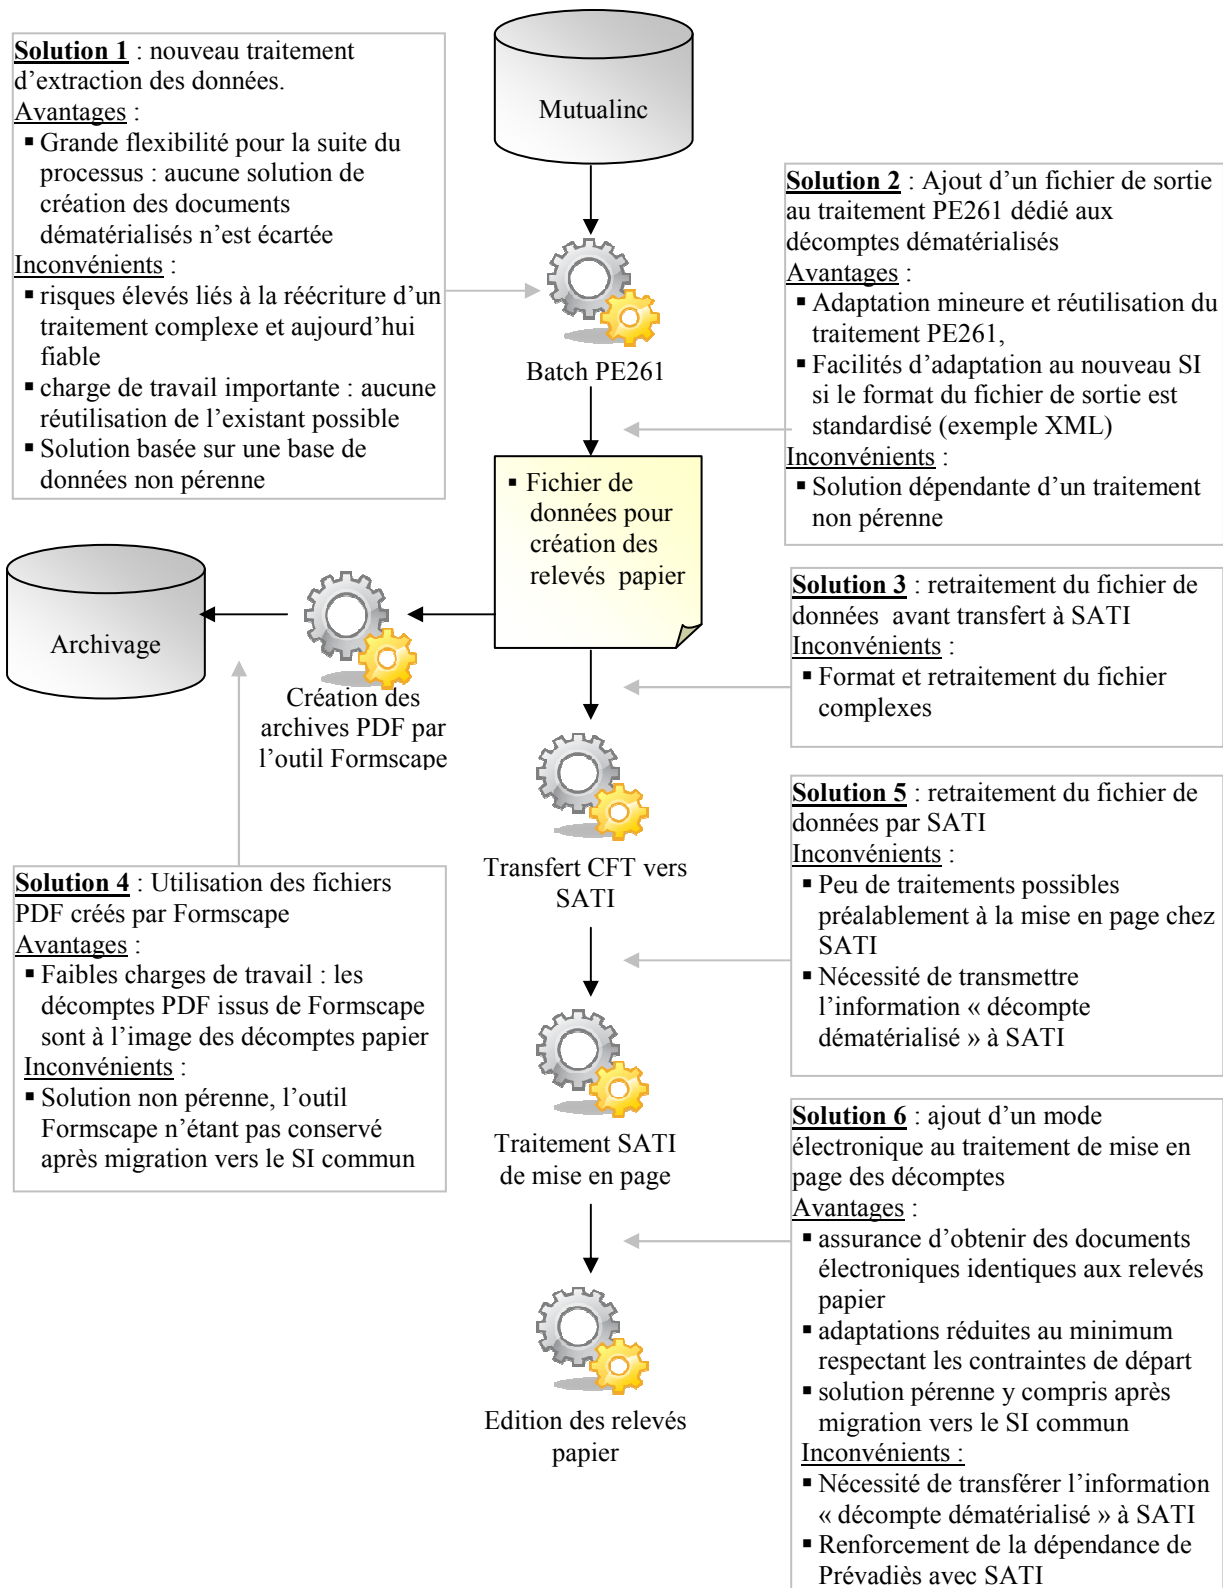 Solution 1 : nouveau traitement
d’extraction des données.
Avantages :
▪ Grande flexibilité pour la suite du
processus : aucune solution de
création des documents
dématérialisés n’est écartée
Inconvénients :
▪ risques élevés liés à la réécriture d’un
traitement complexe et aujourd’hui
fiable
▪ charge de travail importante : aucune
réutilisation de l’existant possible
▪ Solution basée sur une base de
données non pérenne
Mutualinc
Solution 2 : Ajout d’un fichier de sortie
au traitement PE261 dédié aux
décomptes dématérialisés
Avantages :
▪ Adaptation mineure et réutilisation du
traitement PE261,
▪ Facilités d’adaptation au nouveau SI
si le format du fichier de sortie est
standardisé (exemple XML)
Inconvénients :
▪ Solution dépendante d’un traitement
non pérenne
Batch PE261
▪ Fichier de
données pour
création des
relevés papier
Archivage
Création des
archives PDF par
l’outil Formscape
Solution 3 : retraitement du fichier de
données avant transfert à SATI
Inconvénients :
▪ Format et retraitement du fichier
complexes
Transfert CFT vers
SATI
Solution 5 : retraitement du fichier de
données par SATI
Inconvénients :
▪ Peu de traitements possibles
préalablement à la mise en page chez
SATI
▪ Nécessité de transmettre
l’information « décompte
dématérialisé » à SATI
Solution 4 : Utilisation des fichiers
PDF créés par Formscape
Avantages :
▪ Faibles charges de travail : les
décomptes PDF issus de Formscape
sont à l’image des décomptes papier
Inconvénients :
▪ Solution non pérenne, l’outil
Formscape n’étant pas conservé
après migration vers le SI commun
Traitement SATI
de mise en page
Solution 6 : ajout d’un mode
électronique au traitement de mise en
page des décomptes
Avantages :
▪ assurance d’obtenir des documents
électroniques identiques aux relevés
papier
▪ adaptations réduites au minimum
respectant les contraintes de départ
▪ solution pérenne y compris après
migration vers le SI commun
Inconvénients :
▪ Nécessité de transférer l’information
« décompte dématérialisé » à SATI
▪ Renforcement de la dépendance de
Prévadiès avec SATI
Edition des relevés
papier